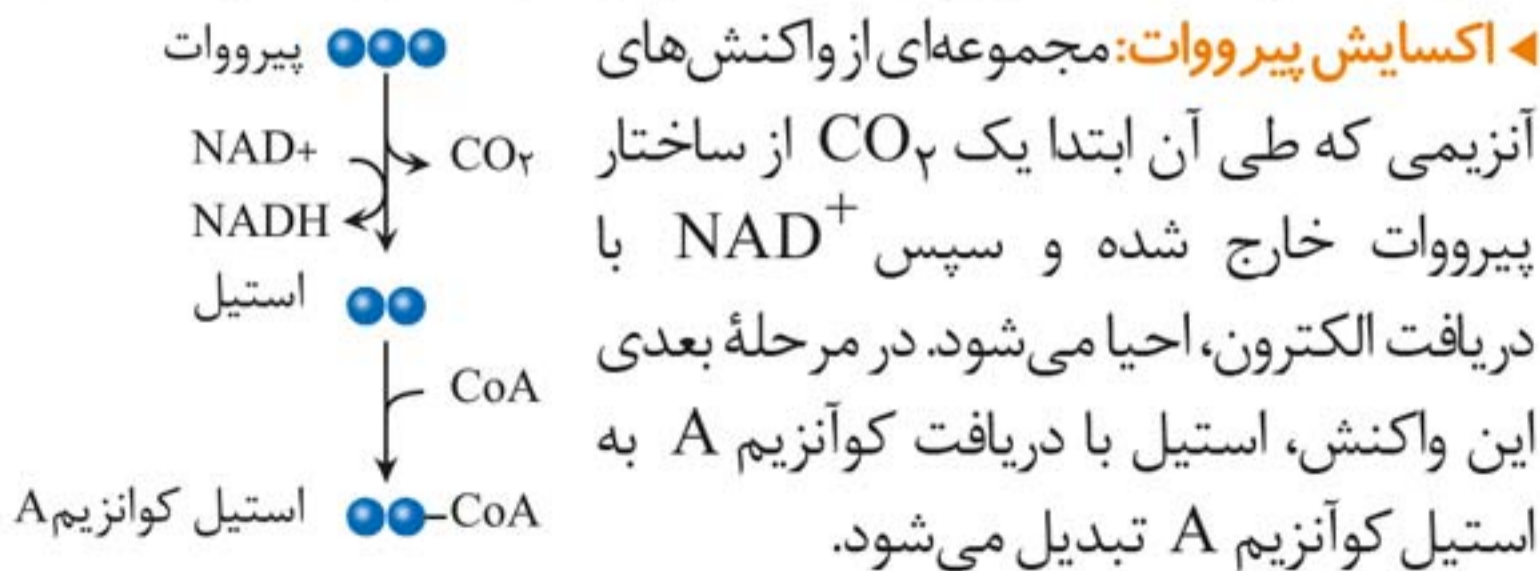 ◂ اکسایش پیرووات: مجموعه‌ای از واکنش‌های
آنزیمی که طی آن ابتدا یک CO۲ از ساختار
پیرووات خارج شده و سپس NAD+ با
دریافت الکترون، احیا می‌شود. در مرحلهٔ بعدی
این واکنش، استیل با دریافت کوآنزیم A به
استیل کوآنزیم A تبدیل می‌شود.
پیرووات
NAD+
CO۲
NADH
استیل
CoA
CoA
استیل کوانزیم A